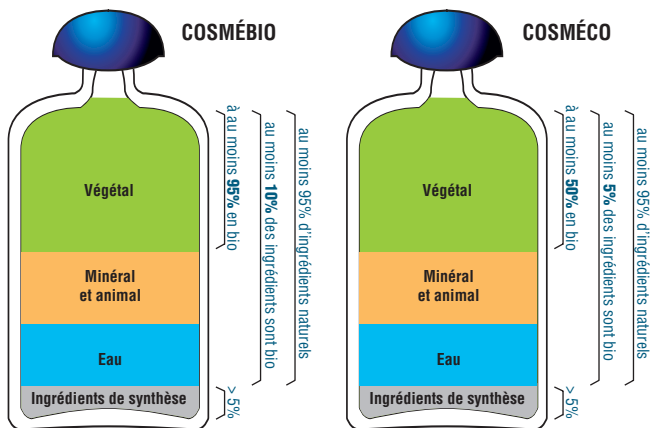 COSMÉBIO
Végétal
Minéral
et animal
Eau
Ingrédients de synthèse
à au moins 95% en bio
au moins 10% des ingrédients sont bio
au moins 95% d'ingrédients naturels
> 5%
COSMÉCO
Végétal
Minéral
et animal
Eau
Ingrédients de synthèse
à au moins 50% en bio
au moins 5% des ingrédients sont bio
au moins 95% d'ingrédients naturels
> 5%